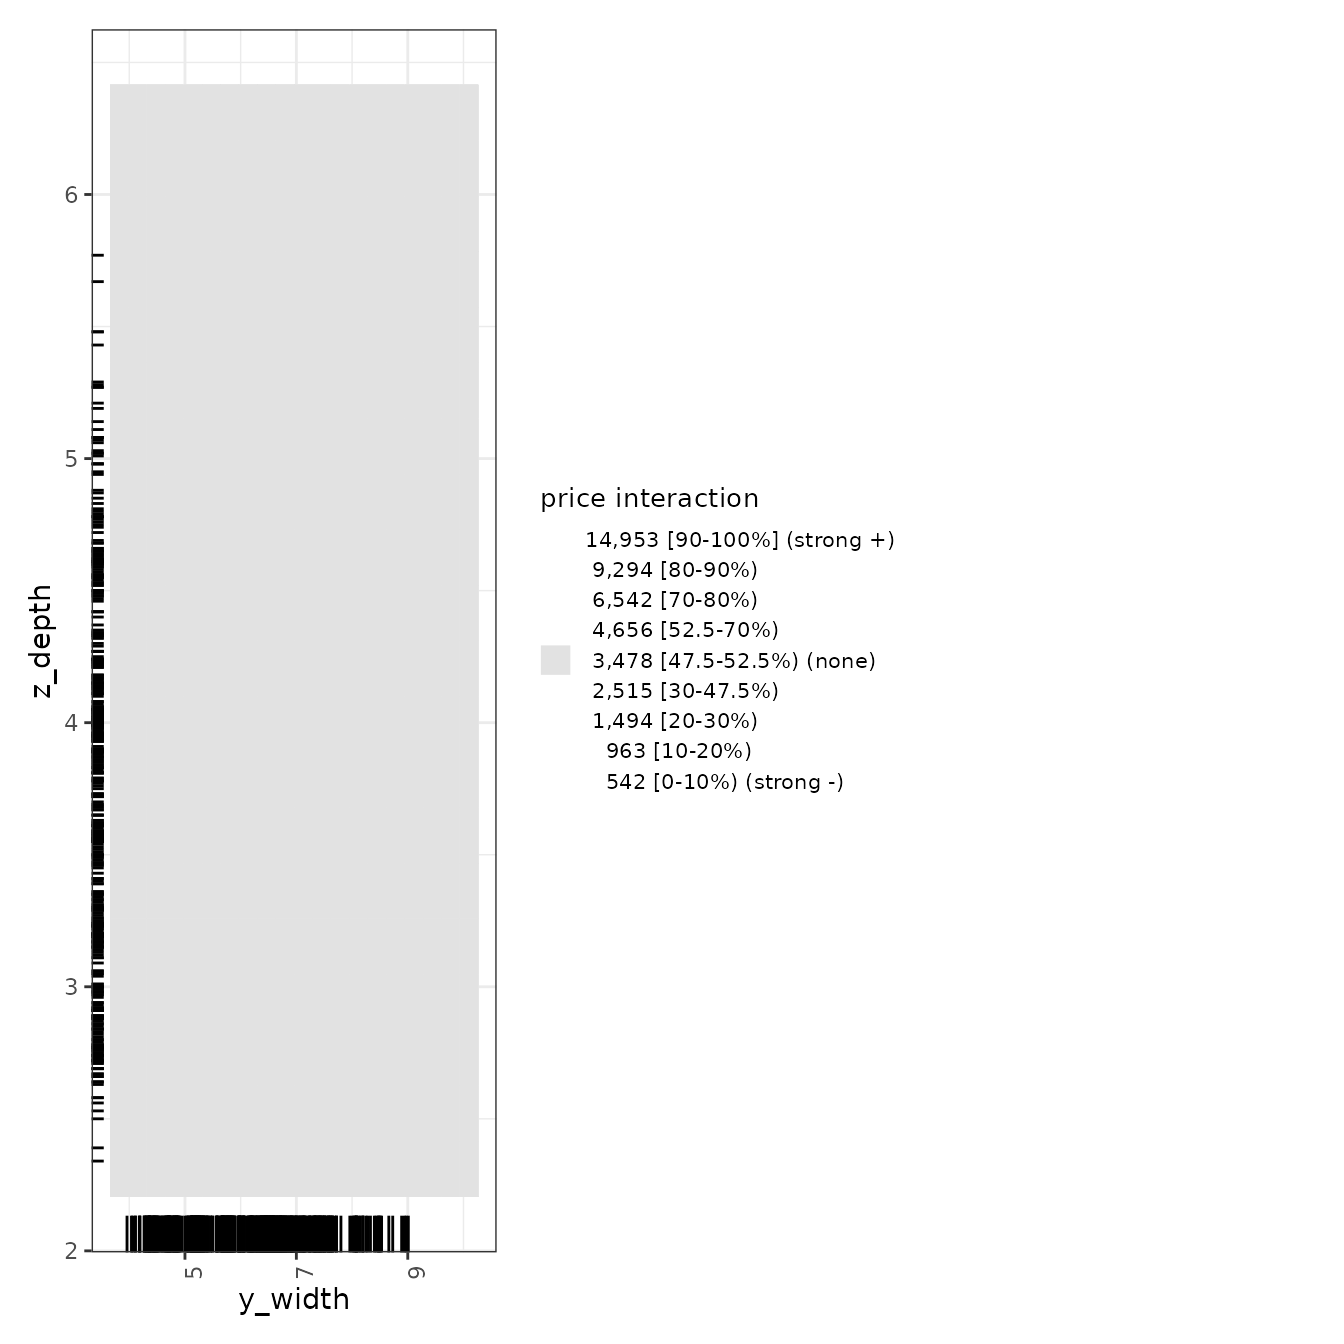 6
5
4
3
2
z_depth
5
7
9
y_width
price interaction
14,953 [90-100%] (strong +)
9,294 [80-90%)
6,542 [70-80%)
4,656 [52.5-70%)
3,478 [47.5-52.5%) (none)
2,515 [30-47.5%)
1,494 [20-30%)
963 [10-20%)
542 [0-10%) (strong -)